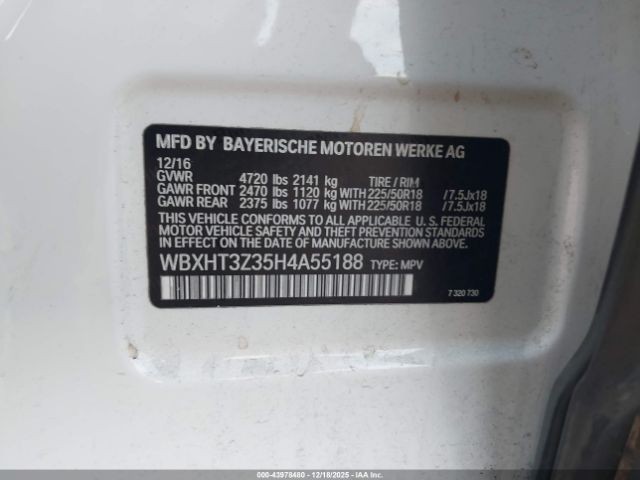 MFD BY BAYERISCHE MOTOREN WERKE AG
12/16
GVWR 4720 lbs 2141 kg TIRE / RIM
GAWR FRONT 2470 lbs 1120 kg WITH 225/50R18 /7.5Jx18
GAWR REAR 2375 lbs 1077 kg WITH 225/50R18 /7.5Jx18
THIS VEHICLE CONFORMS TO ALL APPLICABLE U. S. FEDERAL
MOTOR VEHICLE SAFETY, BUMPER, AND THEFT PREVENTION
STANDARDS IN EFFECT ON THE DATE OF MANUFACTURE SHOWN ABOVE.
WBXHT3Z35H4A55188 TYPE: MPV
7 320 730
000-43978480 - 12/18/2025 - IAAI.COM